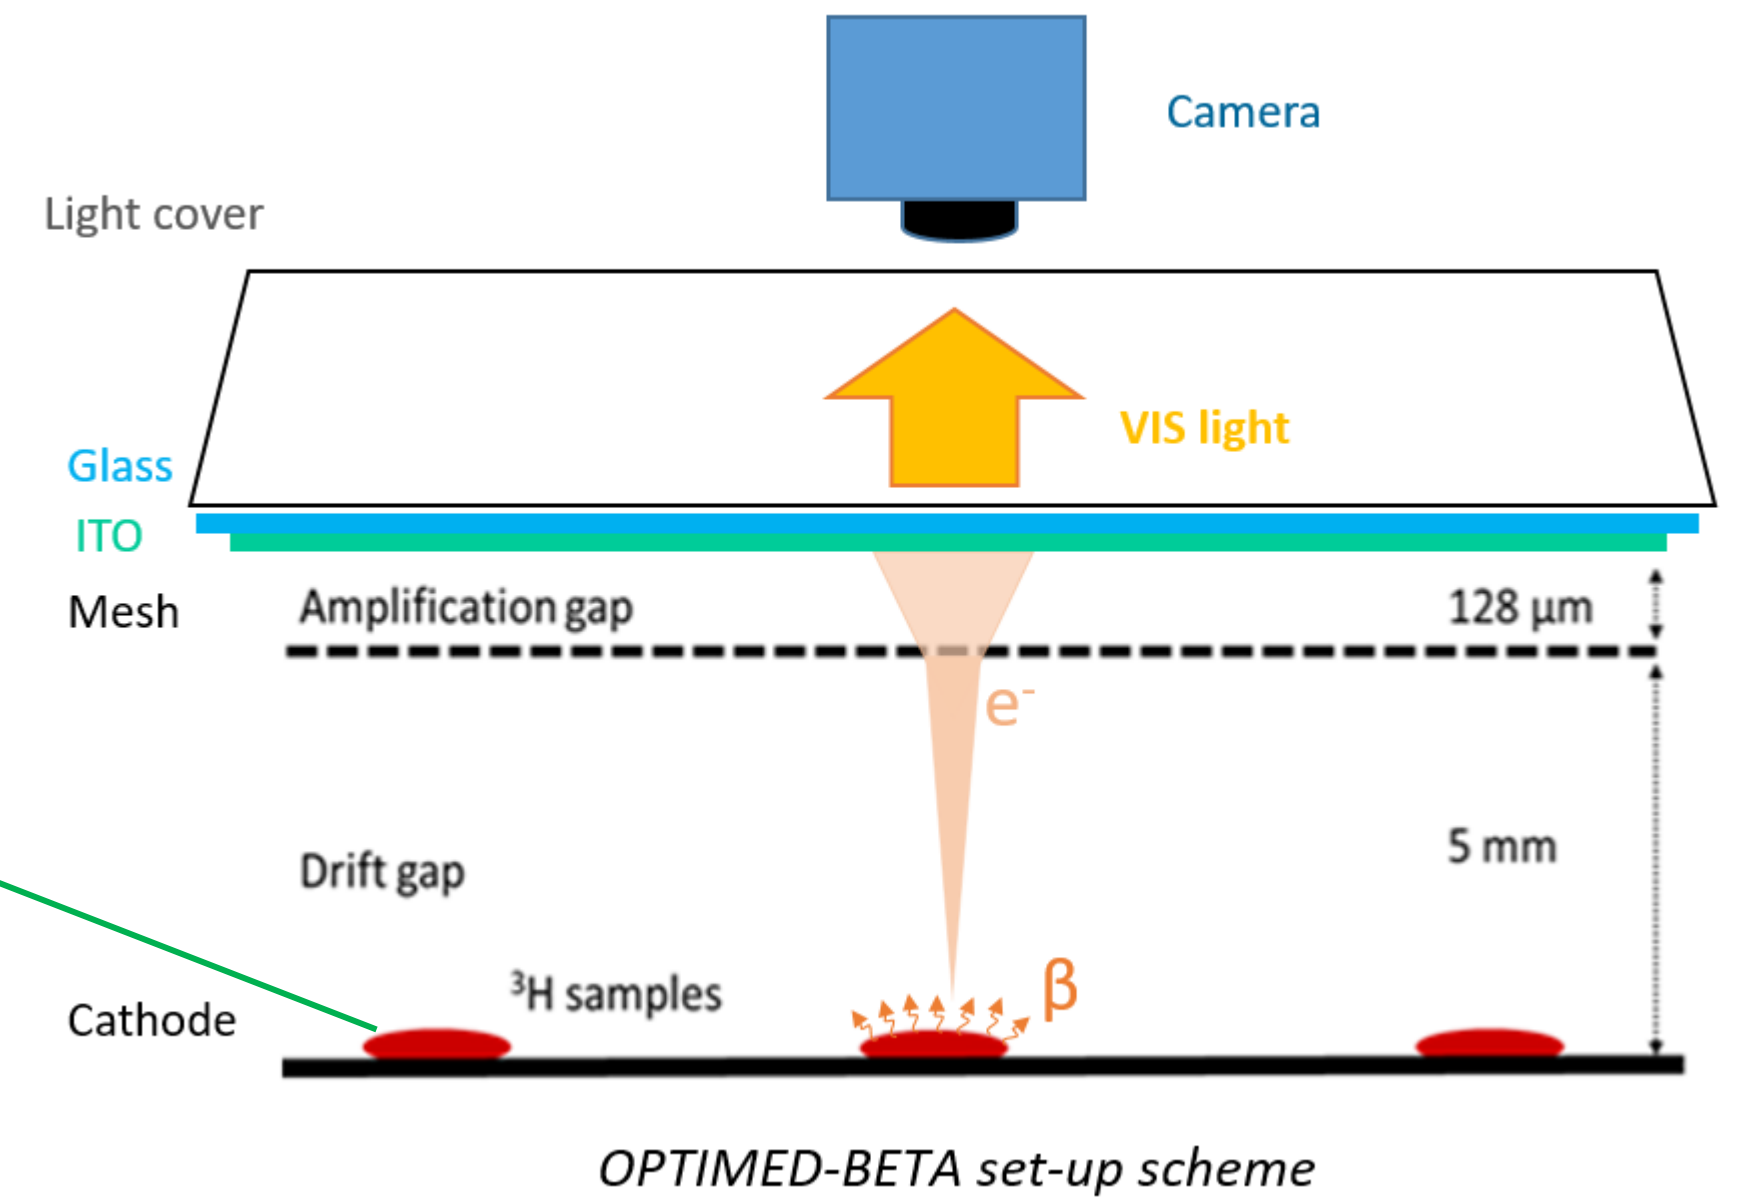 Camera
Light cover
VIS light
Glass
ITO
Mesh
Amplification gap
128 µm
e⁻
Drift gap
5 mm
³H samples
β
Cathode
OPTIMED-BETA set-up scheme